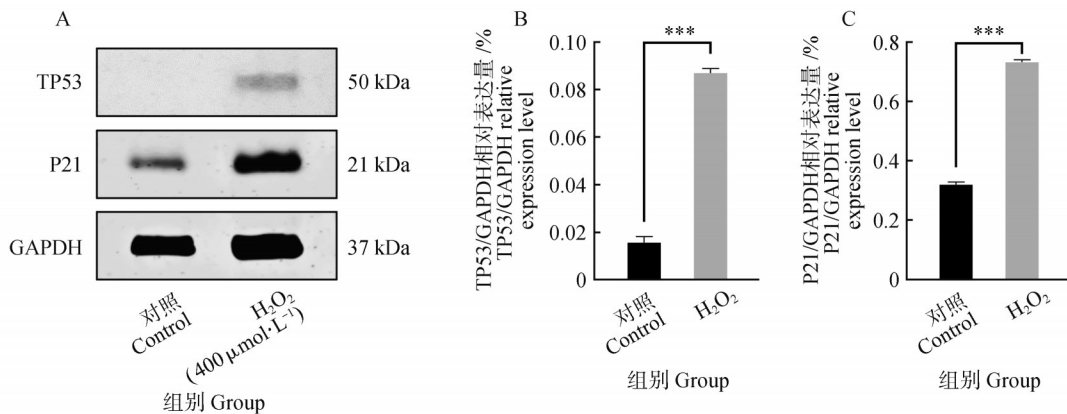 A
TP53
50 kDa
P21
21 kDa
GAPDH
37 kDa
对照
Control
H₂O₂
(400 μmol·L⁻¹)
组别 Group
B
***
TP53/GAPDH相对表达量 /%
TP53/GAPDH relative
expression level
0.10
0.08
0.06
0.04
0.02
0
对照
Control
H₂O₂
组别 Group
C
***
P21/GAPDH相对表达量 /%
P21/GAPDH relative
expression level
0.8
0.6
0.4
0.2
0
对照
Control
H₂O₂
组别 Group